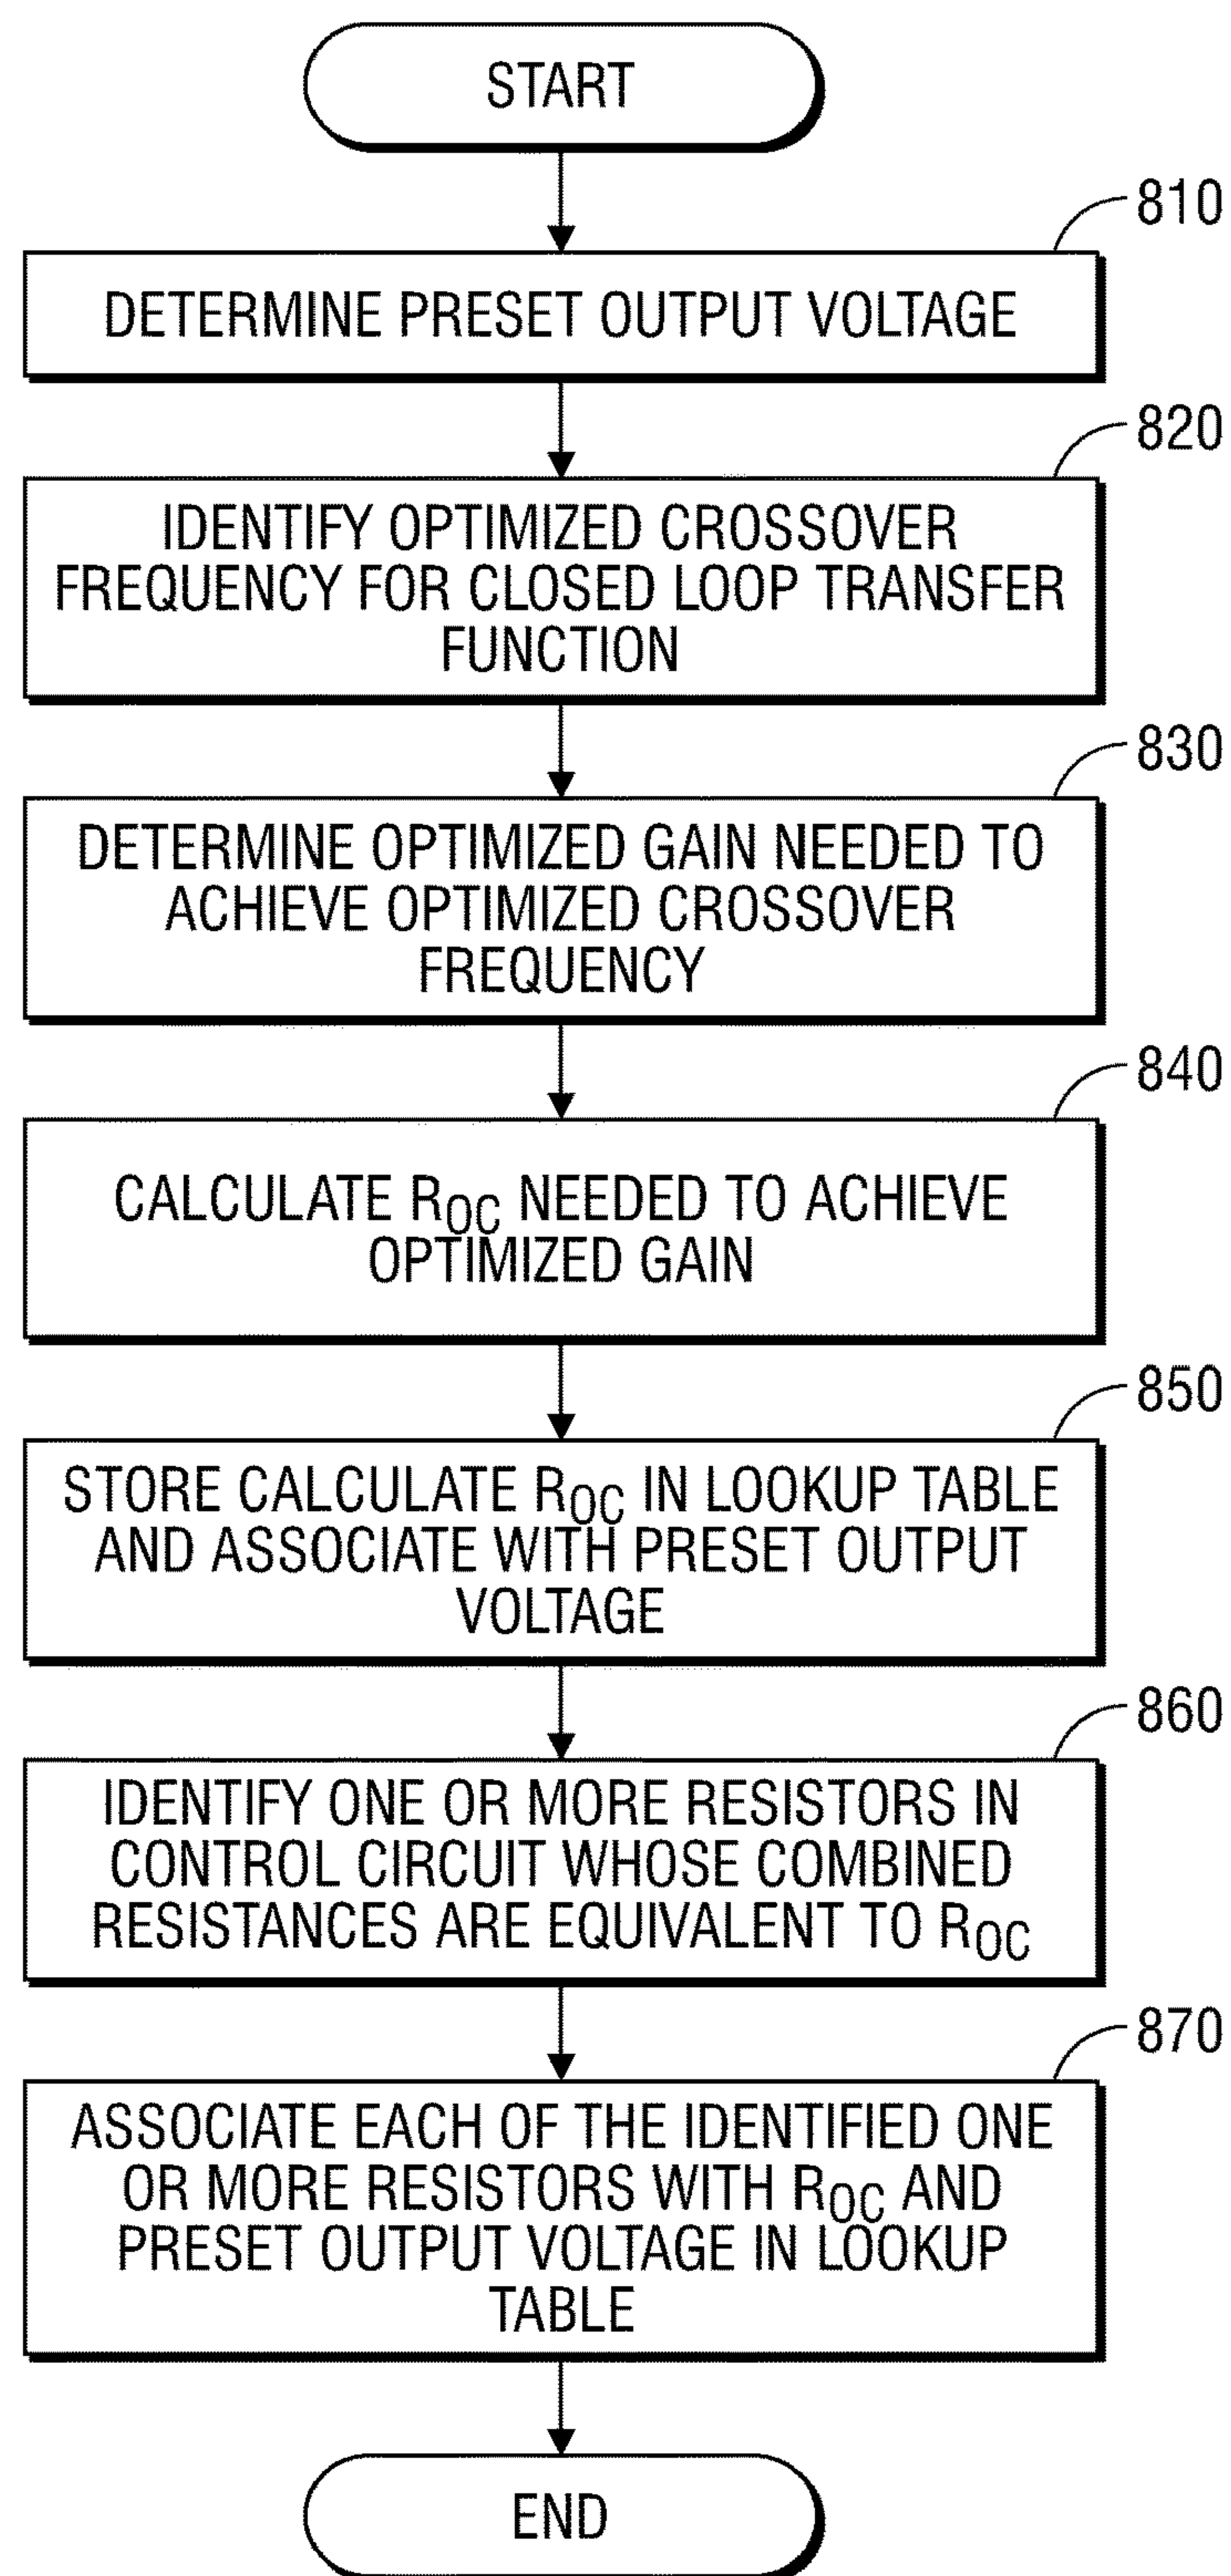 START
810
DETERMINE PRESET OUTPUT VOLTAGE
820
IDENTIFY OPTIMIZED CROSSOVER
FREQUENCY FOR CLOSED LOOP TRANSFER
FUNCTION
830
DETERMINE OPTIMIZED GAIN NEEDED TO
ACHIEVE OPTIMIZED CROSSOVER
FREQUENCY
840
CALCULATE ROC NEEDED TO ACHIEVE
OPTIMIZED GAIN
850
STORE CALCULATE ROC IN LOOKUP TABLE
AND ASSOCIATE WITH PRESET OUTPUT
VOLTAGE
860
IDENTIFY ONE OR MORE RESISTORS IN
CONTROL CIRCUIT WHOSE COMBINED
RESISTANCES ARE EQUIVALENT TO ROC
870
ASSOCIATE EACH OF THE IDENTIFIED ONE
OR MORE RESISTORS WITH ROC AND
PRESET OUTPUT VOLTAGE IN LOOKUP
TABLE
END